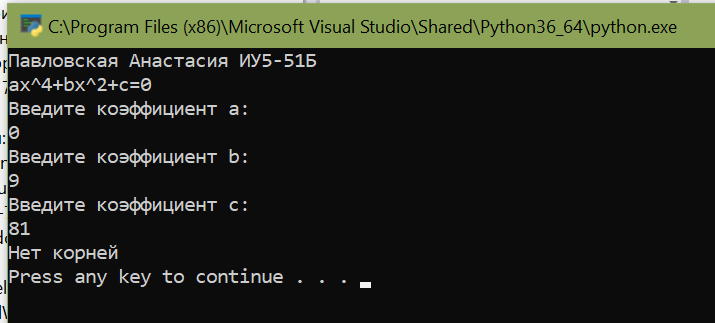 C:\Program Files (x86)\Microsoft Visual Studio\Shared\Python36_64\python.exe
Павловская Анастасия ИУ5-51Б
ax^4+bx^2+c=0
Введите коэффициент a:
0
Введите коэффициент b:
9
Введите коэффициент c:
81
Нет корней
Press any key to continue . . .